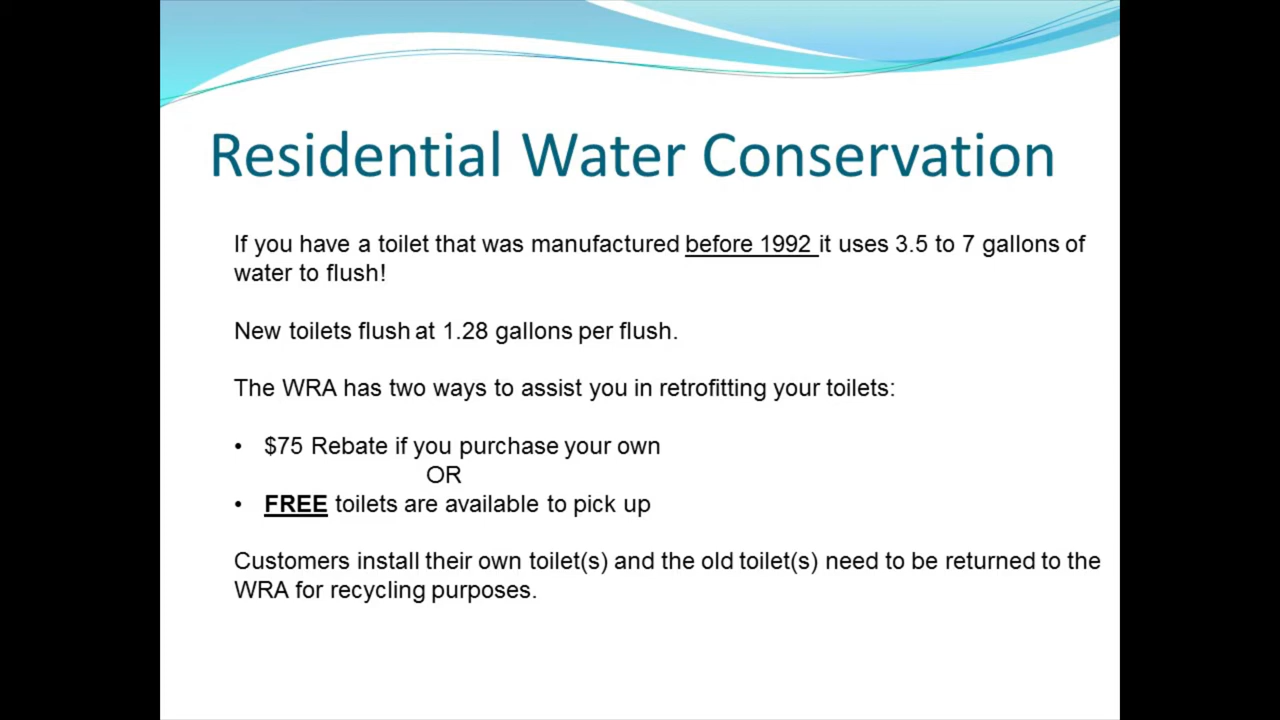 Residential Water Conservation
If you have a toilet that was manufactured before 1992 it uses 3.5 to 7 gallons of
water to flush!
New toilets flush at 1.28 gallons per flush.
The WRA has two ways to assist you in retrofitting your toilets:
• $75 Rebate if you purchase your own
OR
• FREE toilets are available to pick up
Customers install their own toilet(s) and the old toilet(s) need to be returned to the
WRA for recycling purposes.